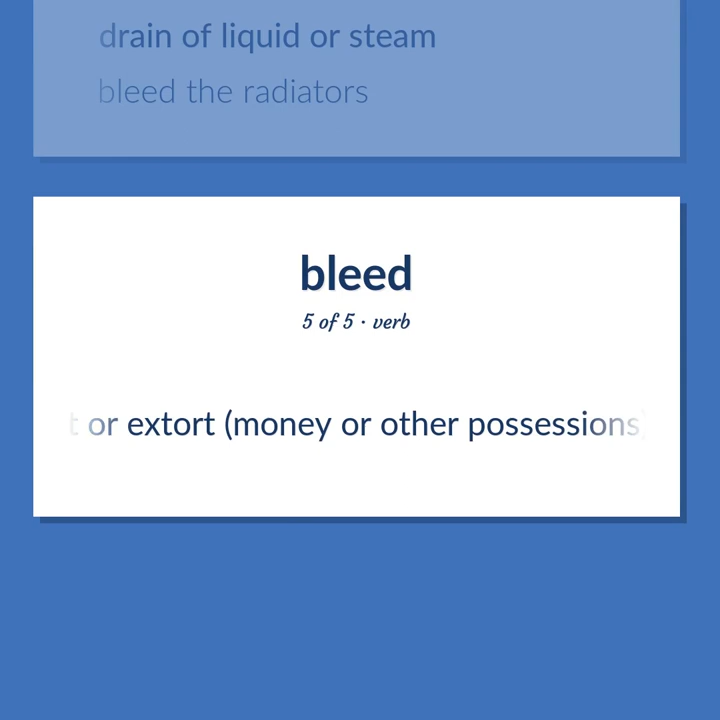 drain of liquid or steam
bleed the radiators
bleed
5 of 5 · verb
or extort (money or other possessions)